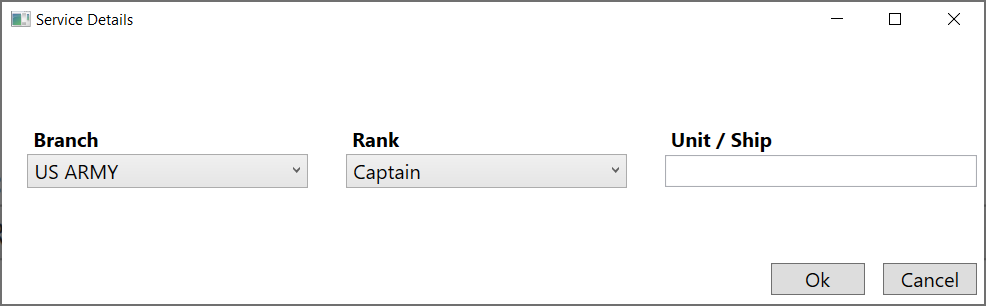 Service Details
Branch Rank Unit / Ship
US ARMY Captain
Ok Cancel